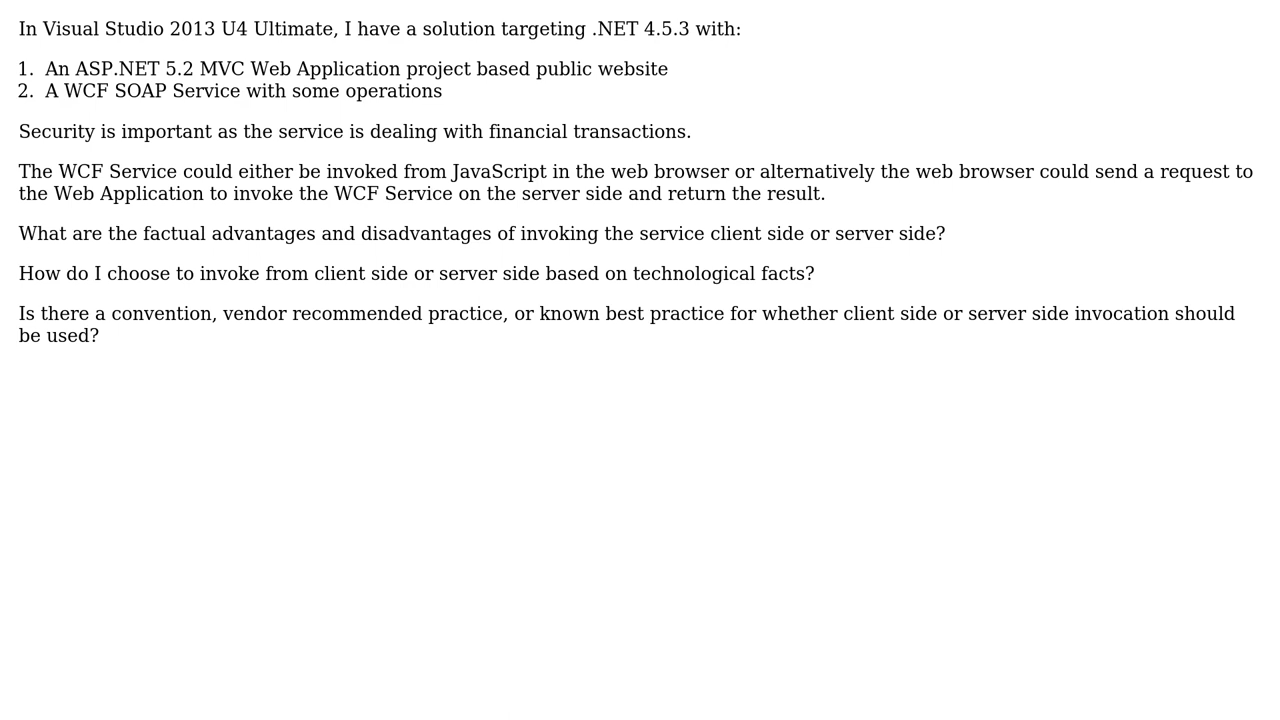 In Visual Studio 2013 U4 Ultimate, I have a solution targeting .NET 4.5.3 with:
1. An ASP.NET 5.2 MVC Web Application project based public website
2. A WCF SOAP Service with some operations
Security is important as the service is dealing with financial transactions.
The WCF Service could either be invoked from JavaScript in the web browser or alternatively the web browser could send a request to
the Web Application to invoke the WCF Service on the server side and return the result.
What are the factual advantages and disadvantages of invoking the service client side or server side?
How do I choose to invoke from client side or server side based on technological facts?
Is there a convention, vendor recommended practice, or known best practice for whether client side or server side invocation should
be used?